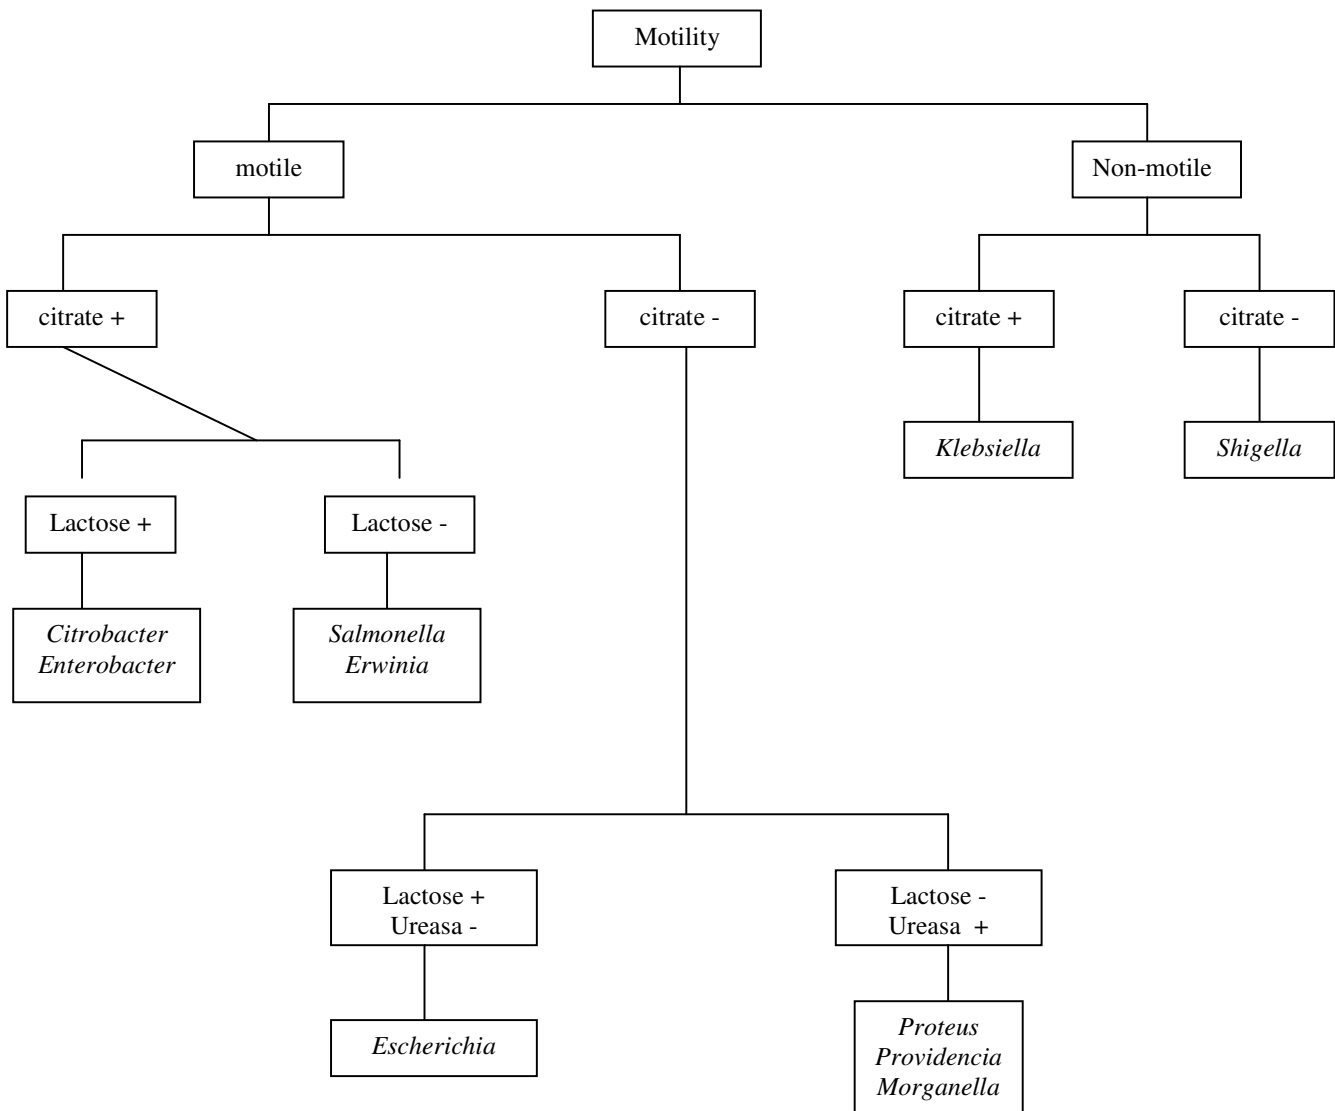 Motility
motile
Non-motile
citrate +
citrate -
citrate +
citrate -
Klebsiella
Shigella
Lactose +
Lactose -
Citrobacter
Enterobacter
Salmonella
Erwinia
Lactose +
Ureasa -
Lactose -
Ureasa +
Escherichia
Proteus
Providencia
Morganella